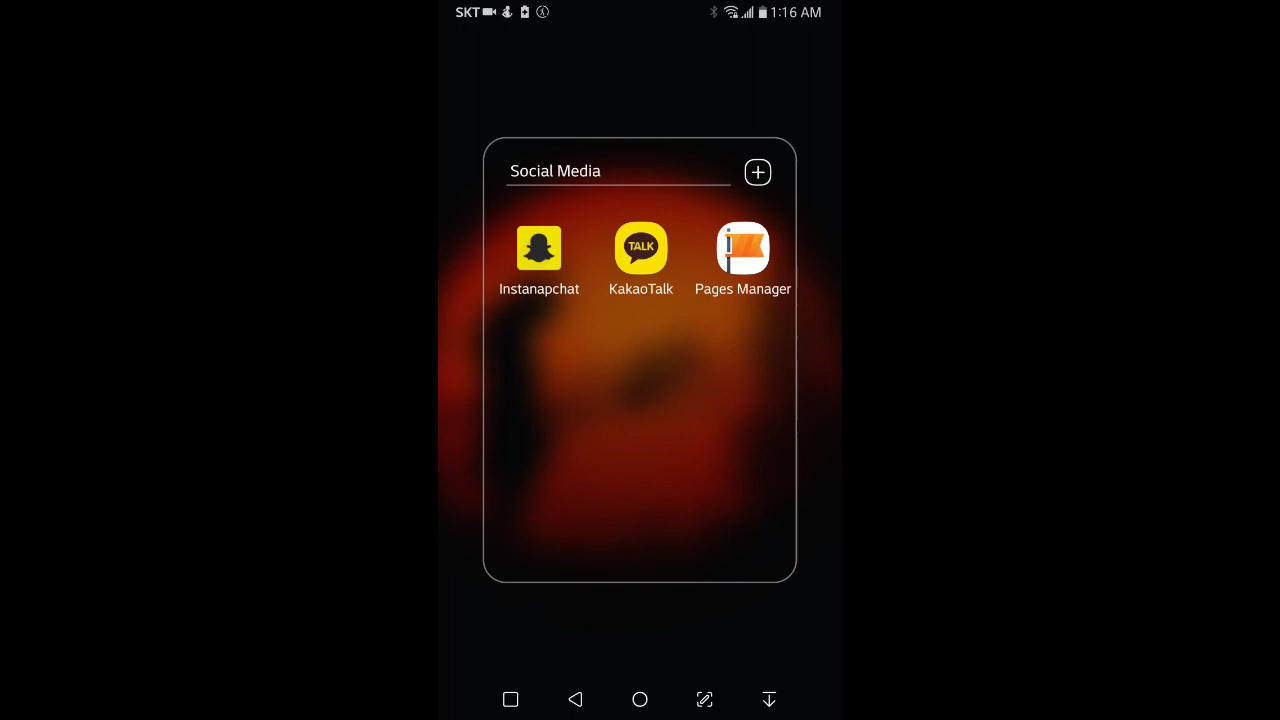 SKT 1:16 AM
Social Media
TALK
Instanapchat KakaoTalk Pages Manager